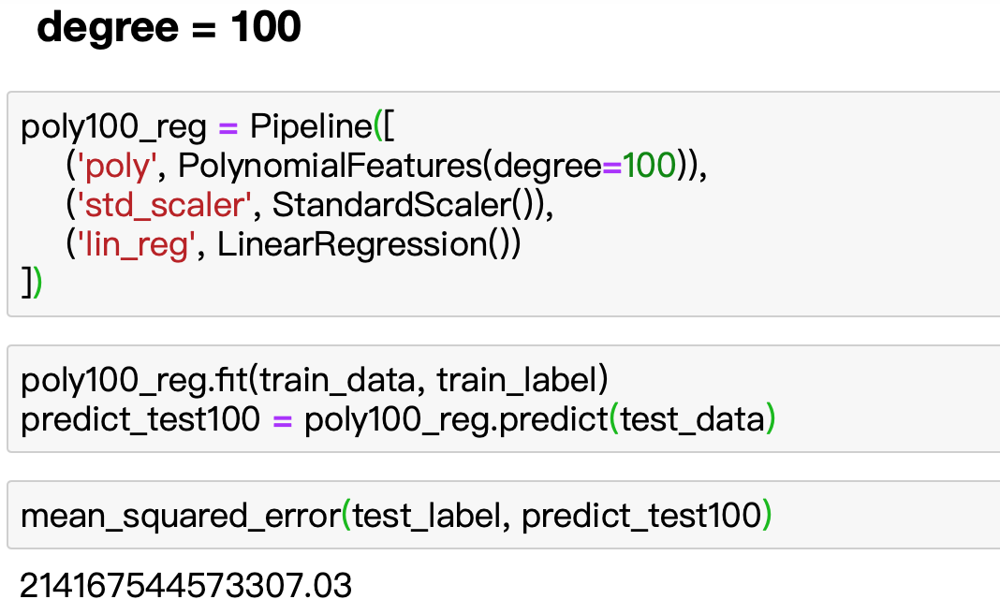 degree = 100
poly100_reg = Pipeline([
('poly', PolynomialFeatures(degree=100)),
('std_scaler', StandardScaler()),
('lin_reg', LinearRegression())
])
poly100_reg.fit(train_data, train_label)
predict_test100 = poly100_reg.predict(test_data)
mean_squared_error(test_label, predict_test100)
214167544573307.03